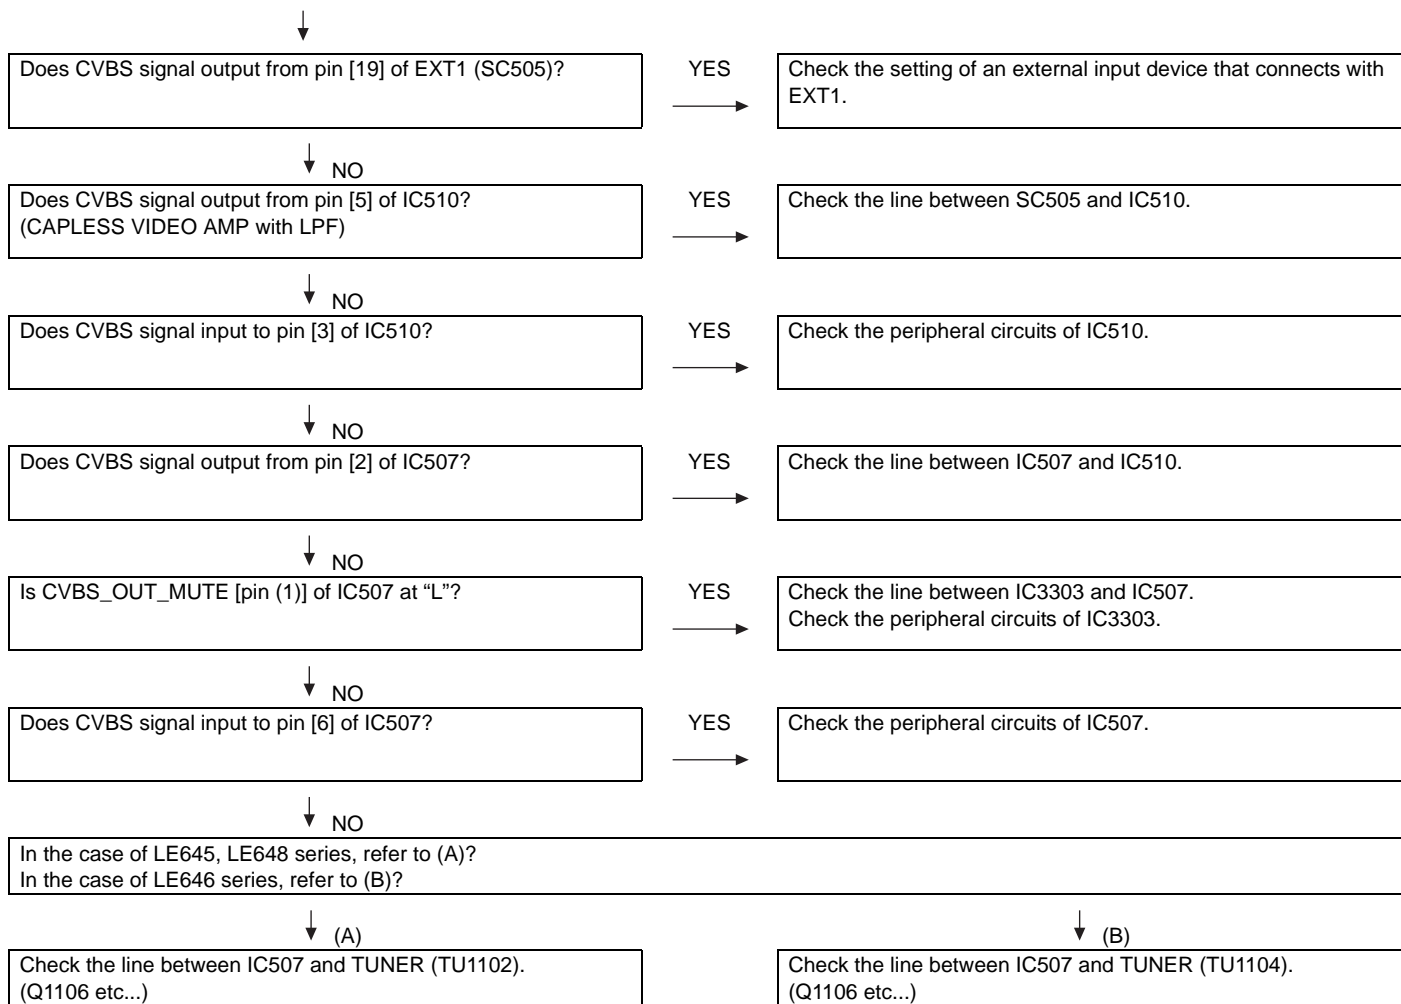 Does CVBS signal output from pin [19] of EXT1 (SC505)?
YES
Check the setting of an external input device that connects with
EXT1.
NO
Does CVBS signal output from pin [5] of IC510?
(CAPLESS VIDEO AMP with LPF)
YES
Check the line between SC505 and IC510.
NO
Does CVBS signal input to pin [3] of IC510?
YES
Check the peripheral circuits of IC510.
NO
Does CVBS signal output from pin [2] of IC507?
YES
Check the line between IC507 and IC510.
NO
Is CVBS_OUT_MUTE [pin (1)] of IC507 at “L”?
YES
Check the line between IC3303 and IC507.
Check the peripheral circuits of IC3303.
NO
Does CVBS signal input to pin [6] of IC507?
YES
Check the peripheral circuits of IC507.
NO
In the case of LE645, LE648 series, refer to (A)?
In the case of LE646 series, refer to (B)?
(A)
(B)
Check the line between IC507 and TUNER (TU1102).
(Q1106 etc...)
Check the line between IC507 and TUNER (TU1104).
(Q1106 etc...)